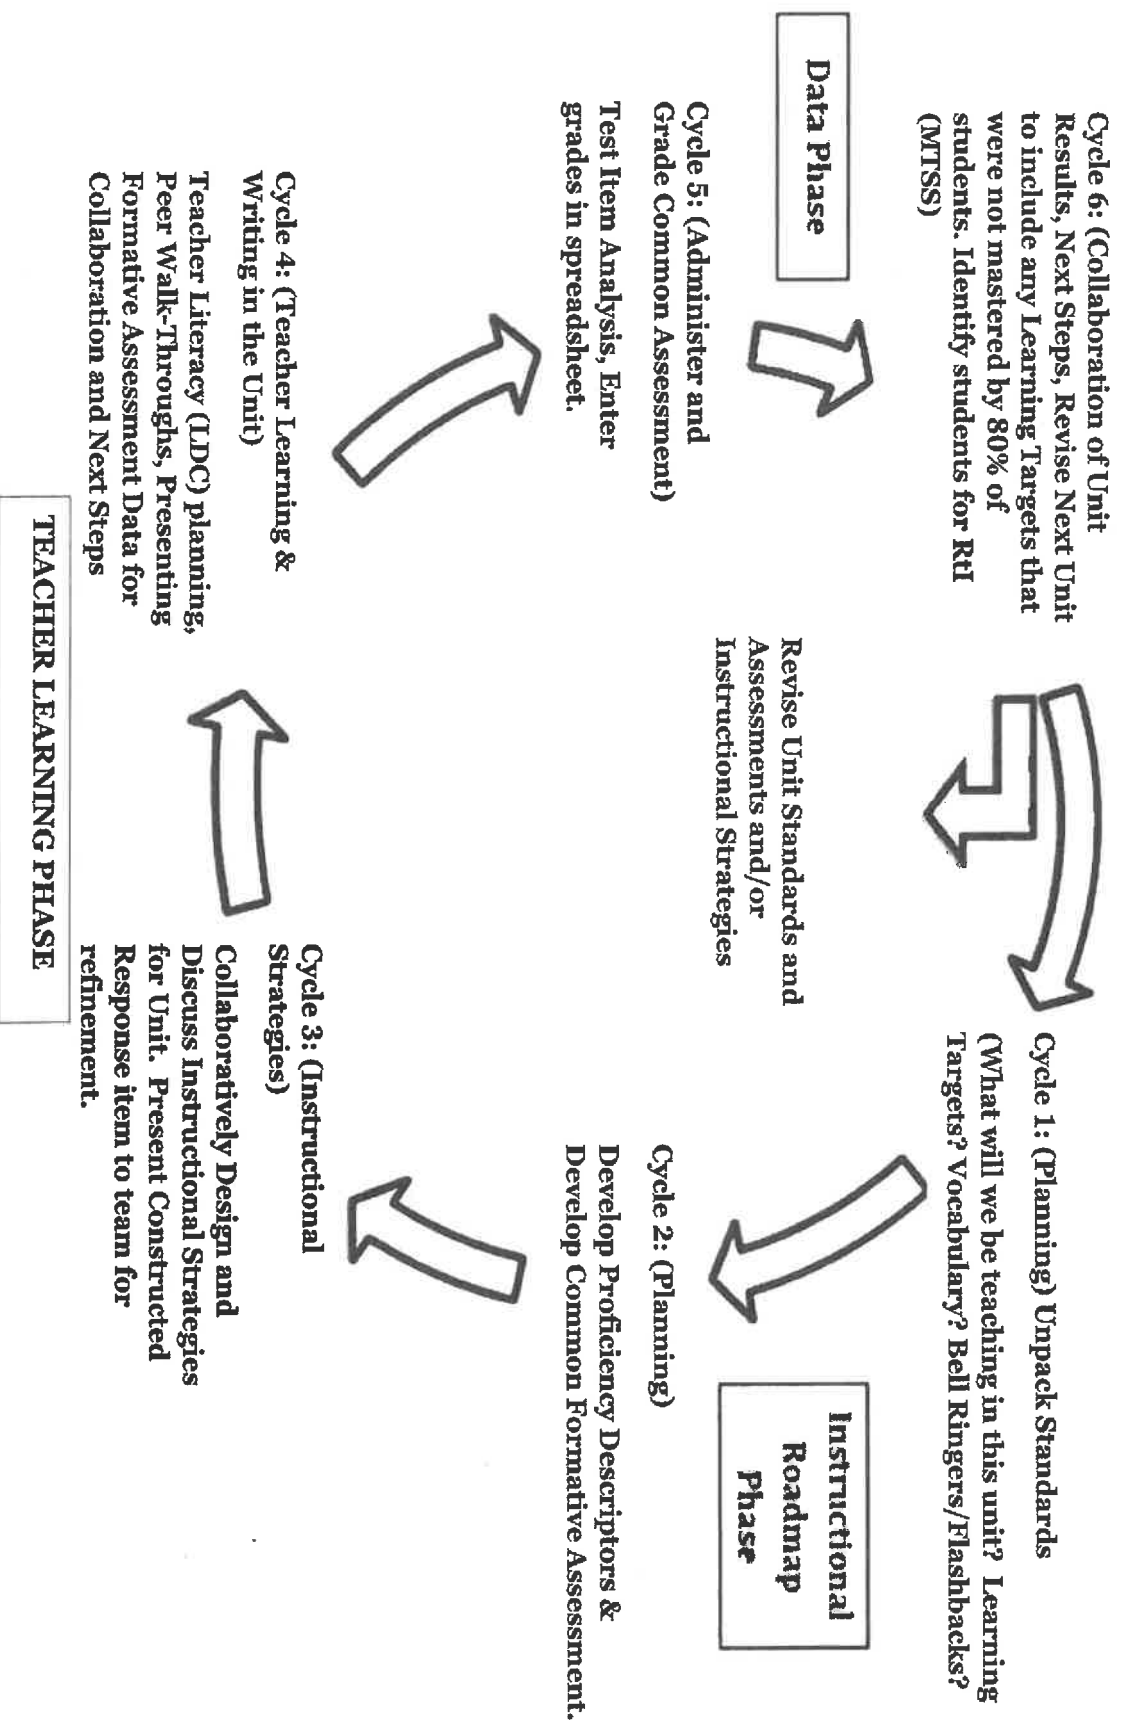 Cycle 6: (Collaboration of Unit
Results, Next Steps, Revise Next Unit
to include any Learning Targets that
were not mastered by 80% of
students. Identify students for RtI
(MTSS)
Cycle 1: (Planning) Unpack Standards
(What will we be teaching in this unit? Learning
Targets? Vocabulary? Bell Ringers/Flashbacks?
Data Phase
Revise Unit Standards and
Assessments and/or
Instructional Strategies
Instructional
Roadmap
Phase
Cycle 5: (Administer and
Grade Common Assessment)
Test Item Analysis, Enter
grades in spreadsheet.
Cycle 2: (Planning)
Develop Proficiency Descriptors &
Develop Common Formative Assessment.
Cycle 4: (Teacher Learning &
Writing in the Unit)
Teacher Literacy (LDC) planning,
Peer Walk-Throughs, Presenting
Formative Assessment Data for
Collaboration and Next Steps
Cycle 3: (Instructional
Strategies)
Collaboratively Design and
Discuss Instructional Strategies
for Unit. Present Constructed
Response item to team for
refinement.
TEACHER LEARNING PHASE